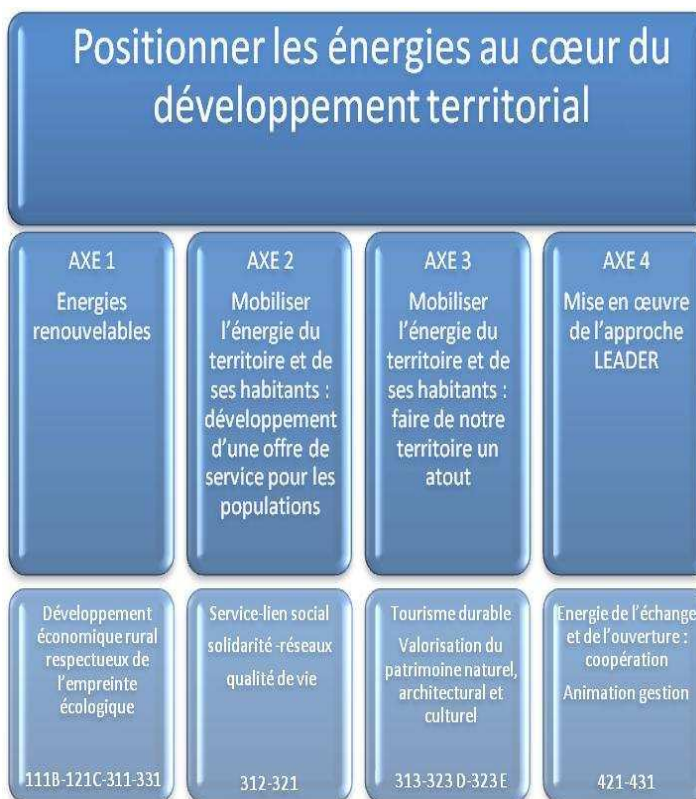 Positionner les énergies au cœur du
développement territorial
AXE 1
Energies
renouvelables
AXE 2
Mobiliser
l'énergie du
territoire et de
ses habitants :
développement
d'une offre de
service pour les
populations
AXE 3
Mobiliser
l'énergie du
territoire et de
ses habitants :
faire de notre
territoire un
atout
AXE 4
Mise en œuvre
de l'approche
LEADER
Développement
économique rural
respectueux de
l'empreinte
écologique
111B-121C-311-331
Service-lien social
solidarité -réseaux
qualité de vie
312-321
Tourisme durable
Valorisation du
patrimoine naturel,
architectural et
culturel
313-323 D-323 E
Energie de l'échange
et de l'ouverture :
coopération
Animation gestion
421-431